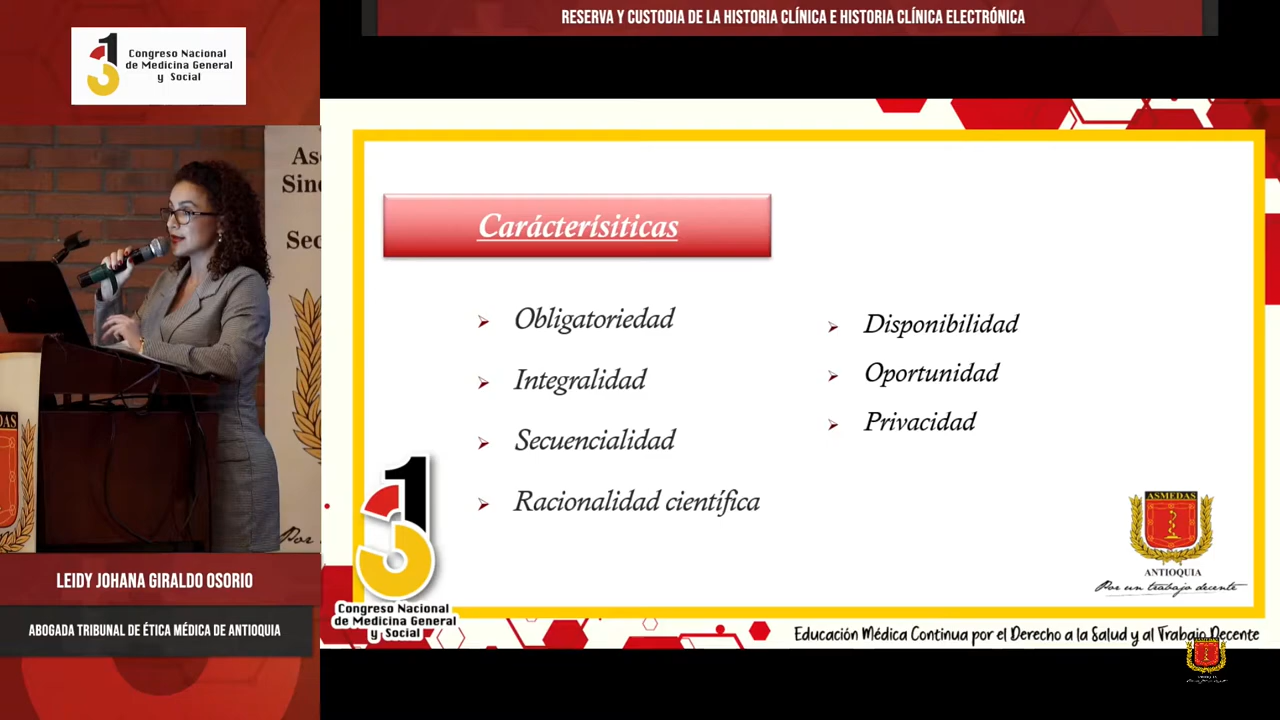 RESERVA Y CUSTODIA DE LA HISTORIA CLÍNICA E HISTORIA CLÍNICA ELECTRÓNICA
Congreso Nacional
de Medicina General
y Social
Carácterísiticas
Obligatoriedad
Integralidad
Secuencialidad
Racionalidad científica
Disponibilidad
Oportunidad
Privacidad
ASMEDAS
ANTIOQUIA
Por un trabajo decente
Congreso Nacional
de Medicina General
y Social
Educación Médica Continua por el Derecho a la Salud y al Trabajo Decente
LEIDY JOHANA GIRALDO OSORIO
ABOGADA TRIBUNAL DE ÉTICA MÉDICA DE ANTIOQUIA